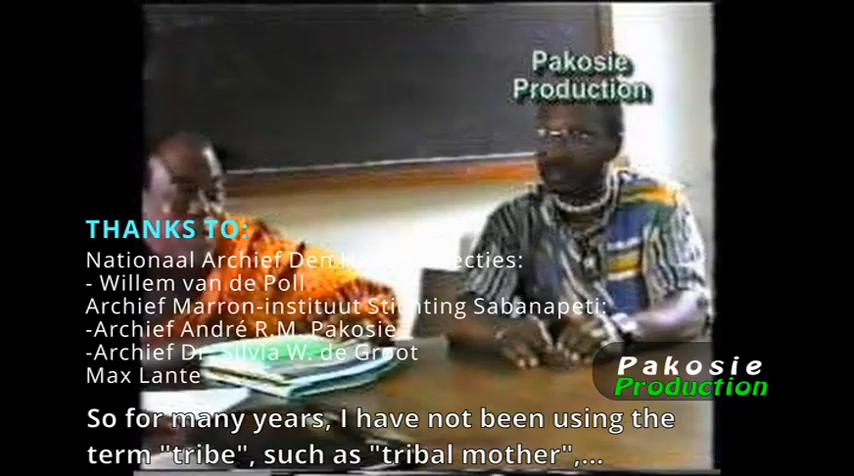 Pakosie
Production
THANKS TO:
Nationaal Archief Den Haag Collecties:
- Willem van de Poll
Archief Marron-instituut Stichting Sabanapeti:
-Archief André R.M. Pakosie
-Archief Dr. Silvia W. de Groot
Max Lante
Pakosie
Production
So for many years, I have not been using the
term "tribe", such as "tribal mother",...